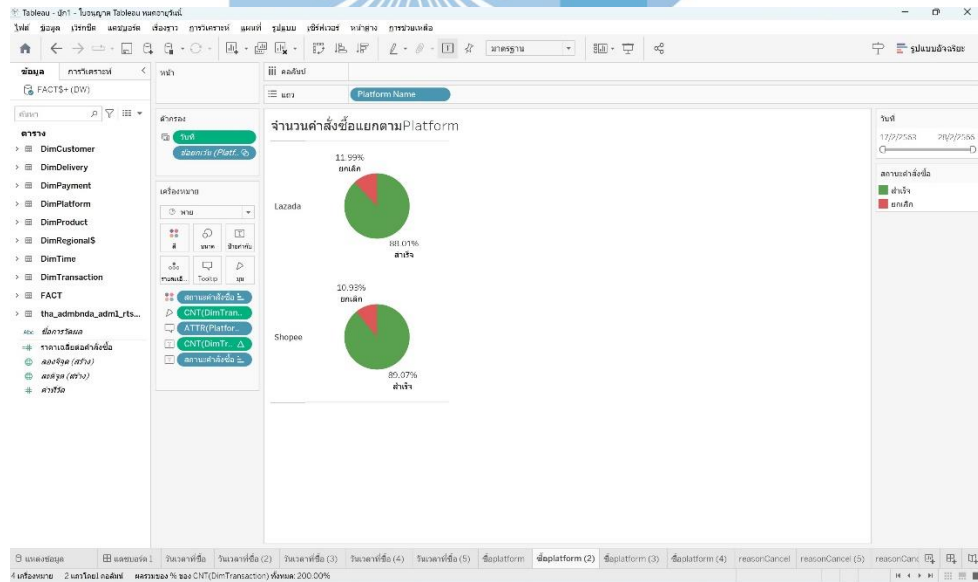 Tableau - ปุ๊ก1 - ใบอนุญาต Tableau หมดอายุวันนี้
ไฟล์ ข้อมูล เวิร์กชีต แดชบอร์ด เรื่องราว การวิเคราะห์ แผนที่ รูปแบบ เซิร์ฟเวอร์ หน้าต่าง การช่วยเหลือ
มาตรฐาน
รูปแบบอัจฉริยะ
ข้อมูล การวิเคราะห์
FACT$+ (DW)
ค้นหา
ตาราง
DimCustomer
DimDelivery
DimPayment
DimPlatform
DimProduct
DimRegional$
DimTime
DimTransaction
FACT
tha_admbnda_adm1_rts...
Abc ชื่อการวัดผล
ราคาเฉลี่ยต่อคำสั่งซื้อ
ลองจิจูด (สร้าง)
ละติจูด (สร้าง)
ค่าที่วัด
หน้า
ตัวกรอง
วันที่
เครื่องหมาย
พาย
สี ขนาด ป้ายกำกับ
Tooltip มุม
สถานะคำสั่งซื้อ
CNT(DimTran..
ATTR(Platfor..
CNT(DimTr..
สถานะคำสั่งซื้อ
คอลัมน์
แถว Platform Name
จำนวนคำสั่งซื้อแยกตามPlatform
11.99%
ยกเลิก
Lazada
88.01%
สำเร็จ
10.93%
ยกเลิก
Shopee
89.07%
สำเร็จ
วันที่
17/2/2563 28/2/2566
สถานะคำสั่งซื้อ
สำเร็จ
ยกเลิก
แหล่งข้อมูล แดชบอร์ด 1 วันเวลาที่ซื้อ วันเวลาที่ซื้อ (2) วันเวลาที่ซื้อ (3) วันเวลาที่ซื้อ (4) วันเวลาที่ซื้อ (5) ซื้อplatform ซื้อplatform (2) ซื้อplatform (3) ซื้อplatform (4) reasonCancel reasonCancel (5) reasonCanc
4 เครื่องหมาย 2 แถวโดย1 คอลัมน์ ผลรวมของ % ของ CNT(DimTransaction) ทั้งหมด: 200.00%